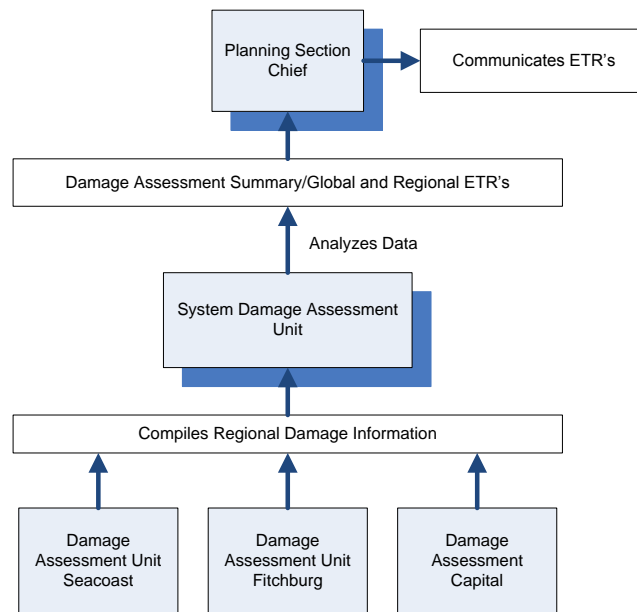 Planning Section
Chief
Communicates ETR's
Damage Assessment Summary/Global and Regional ETR's
Analyzes Data
System Damage Assessment
Unit
Compiles Regional Damage Information
Damage
Assessment Unit
Seacoast
Damage
Assessment Unit
Fitchburg
Damage
Assessment
Capital